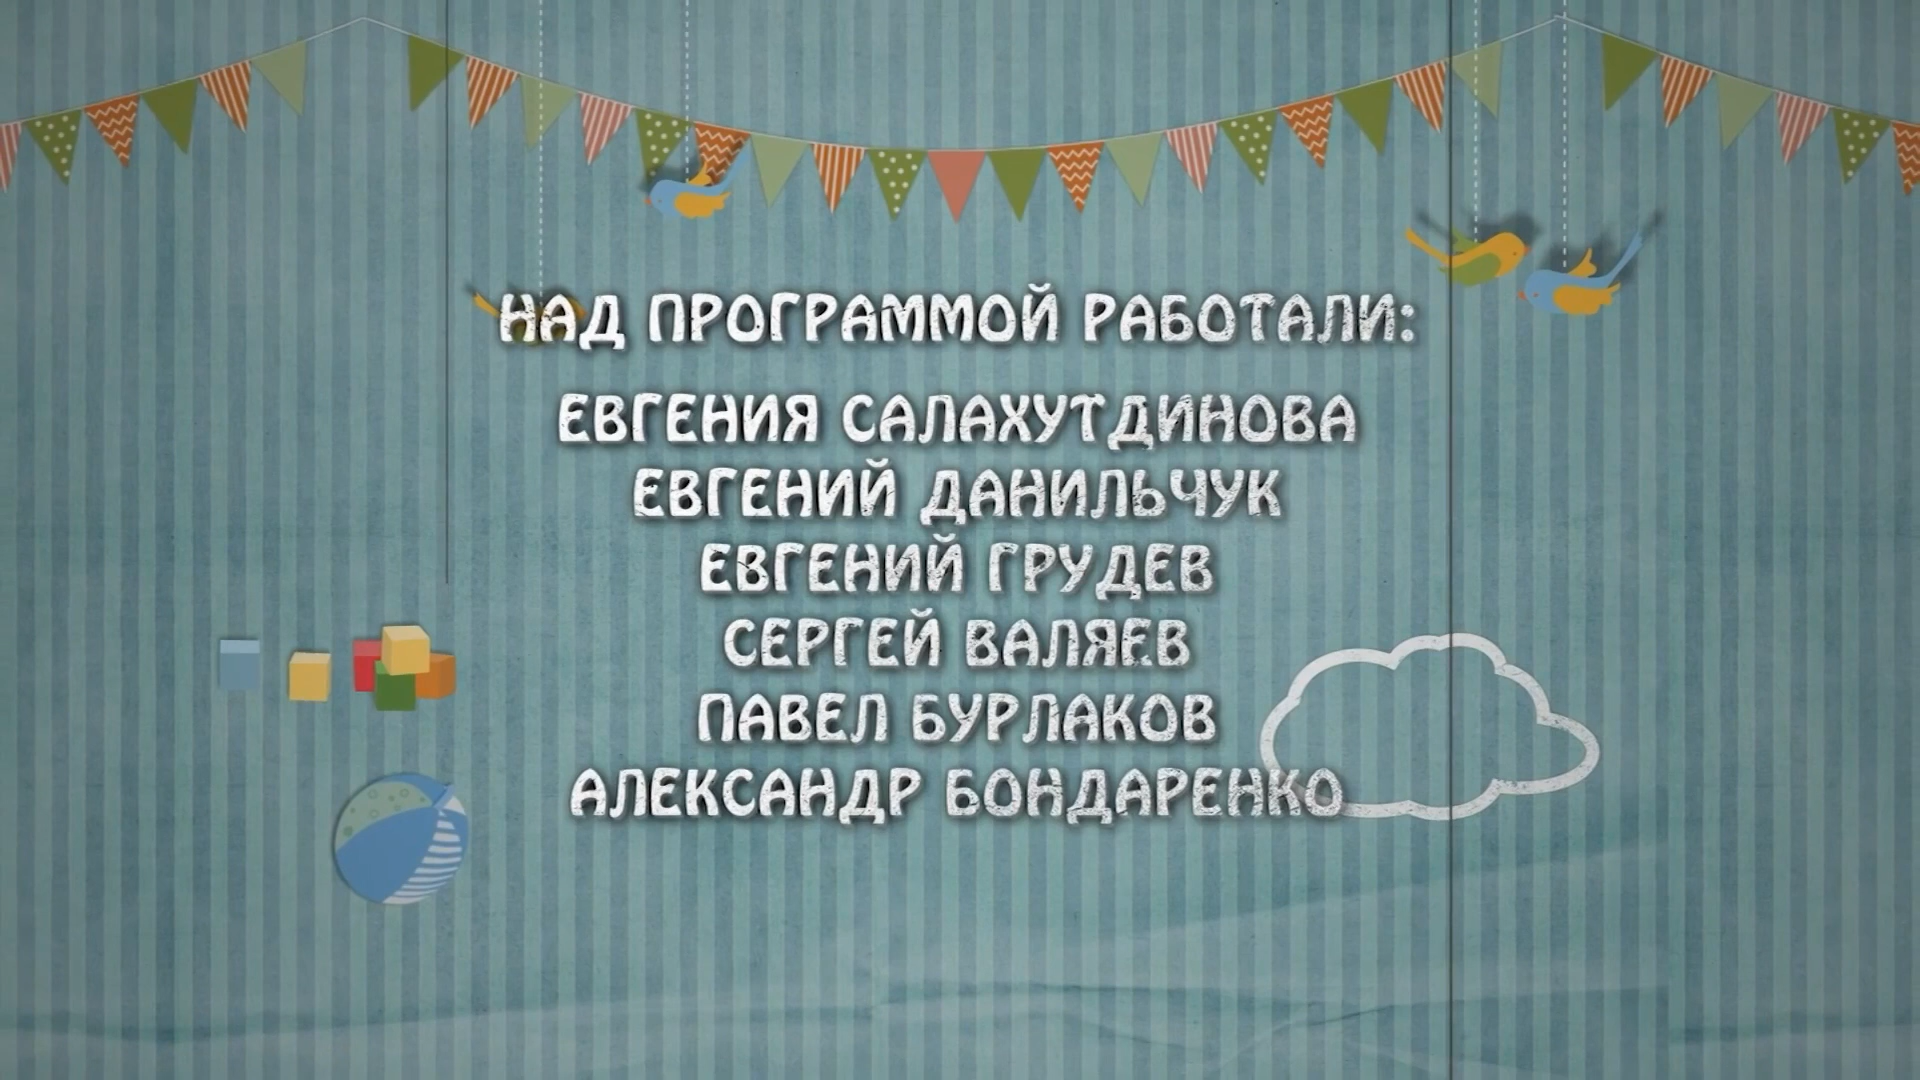 НАД ПРОГРАММОЙ РАБОТАЛИ:
ЕВГЕНИЯ САЛАХУТДИНОВА
ЕВГЕНИЙ ДАНИЛЬЧУК
ЕВГЕНИЙ ГРУДЕВ
СЕРГЕЙ ВАЛЯЕВ
ПАВЕЛ БУРЛАКОВ
АЛЕКСАНДР БОНДАРЕНКО